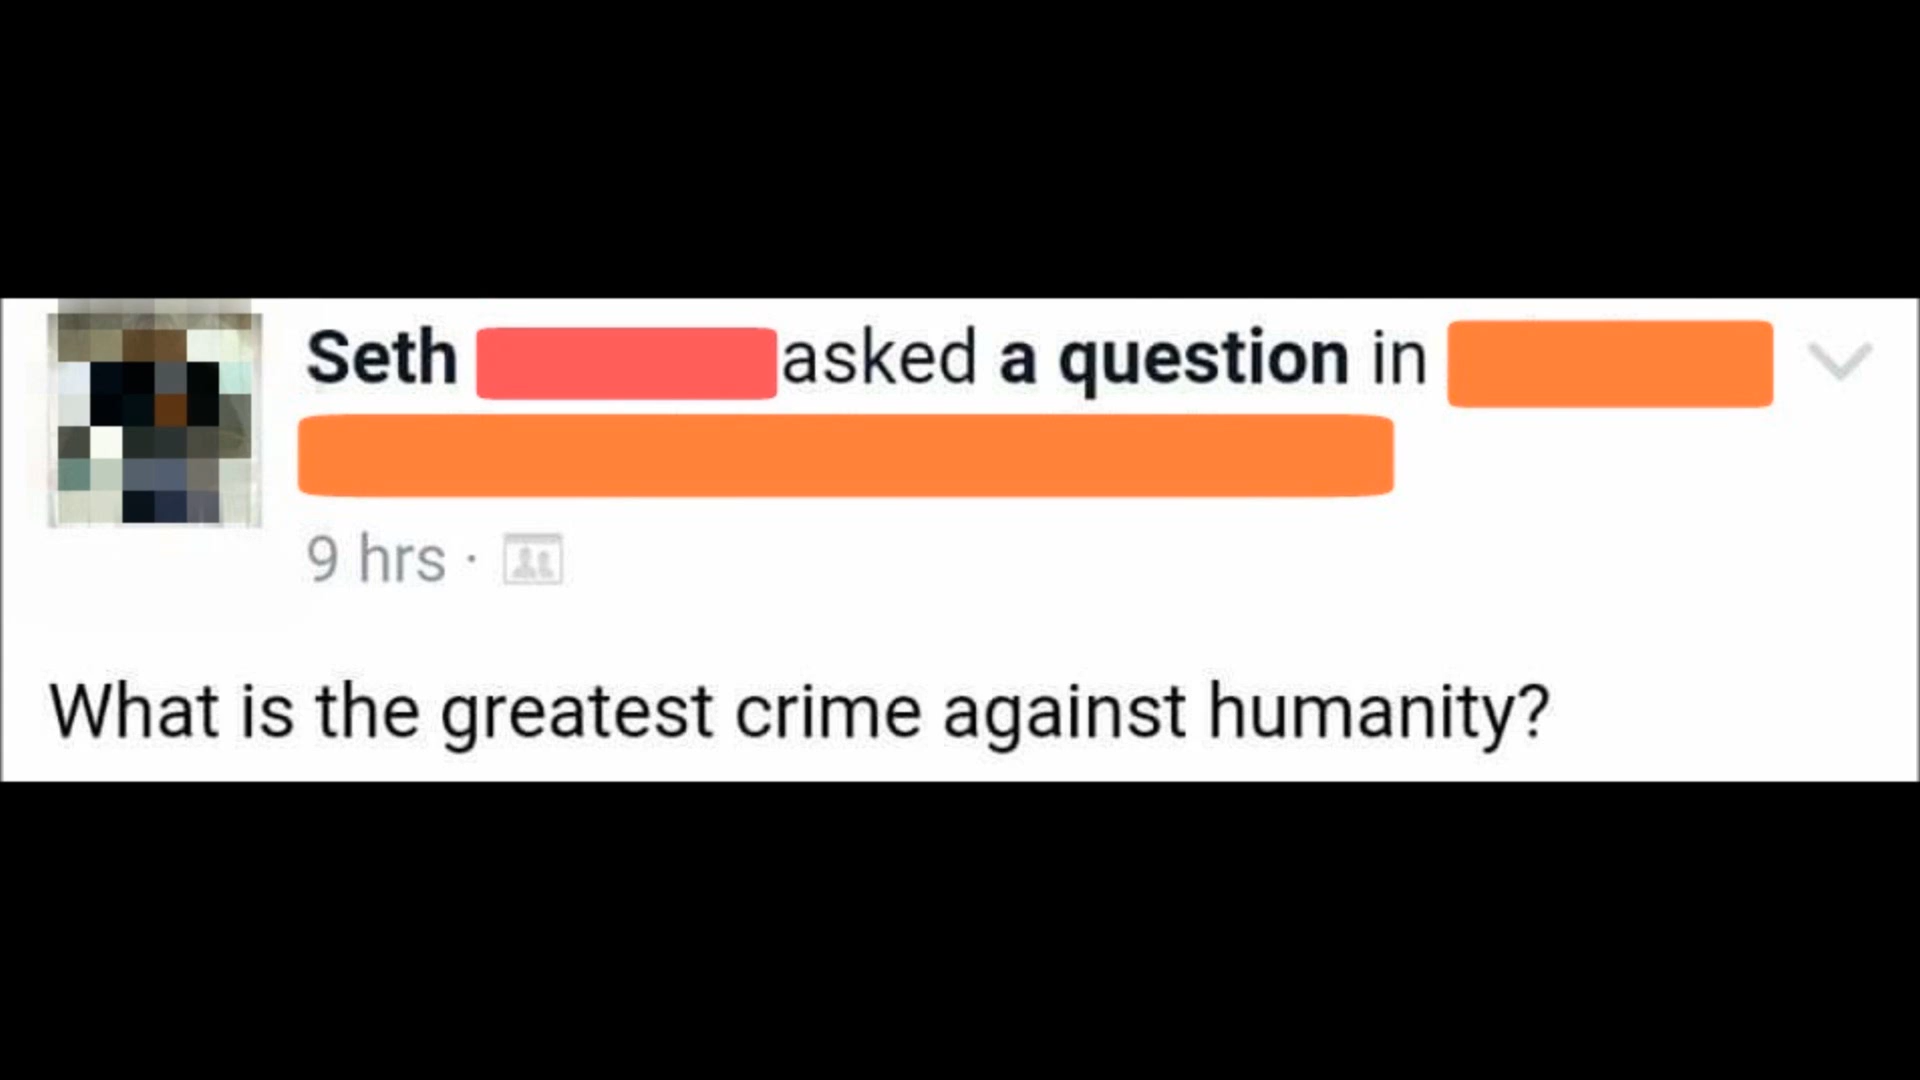 Seth asked a question in
9 hrs ·
What is the greatest crime against humanity?